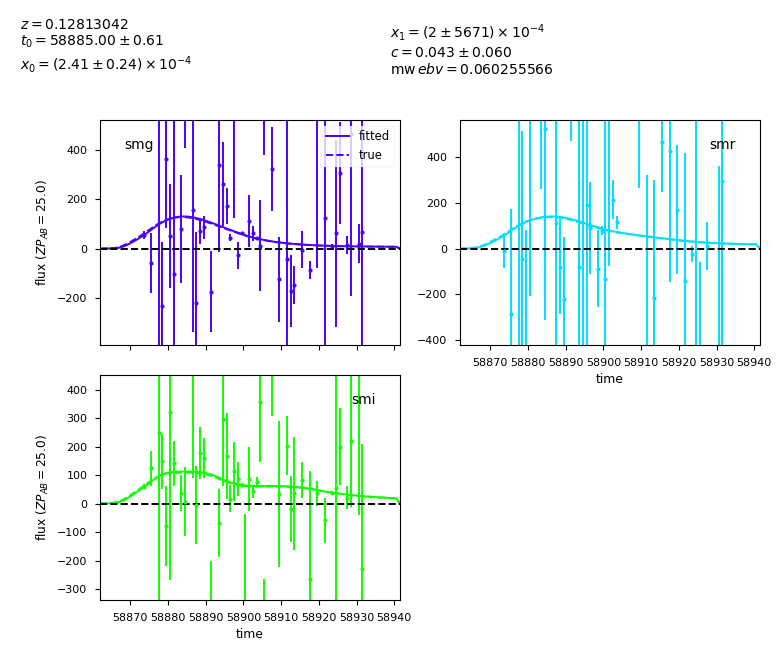 z = 0.12813042
t₀ = 58885.00 ± 0.61
x₀ = (2.41 ± 0.24) × 10⁻⁴
x₁ = (2 ± 5671) × 10⁻⁴
c = 0.043 ± 0.060
mw ebv = 0.060255566
smg
fitted
true
400
200
0
−200
flux (ZP_AB = 25.0)
smr
400
200
0
−200
−400
58870 58880 58890 58900 58910 58920 58930 58940
time
smi
400
300
200
100
0
−100
−200
−300
flux (ZP_AB = 25.0)
58870 58880 58890 58900 58910 58920 58930 58940
time